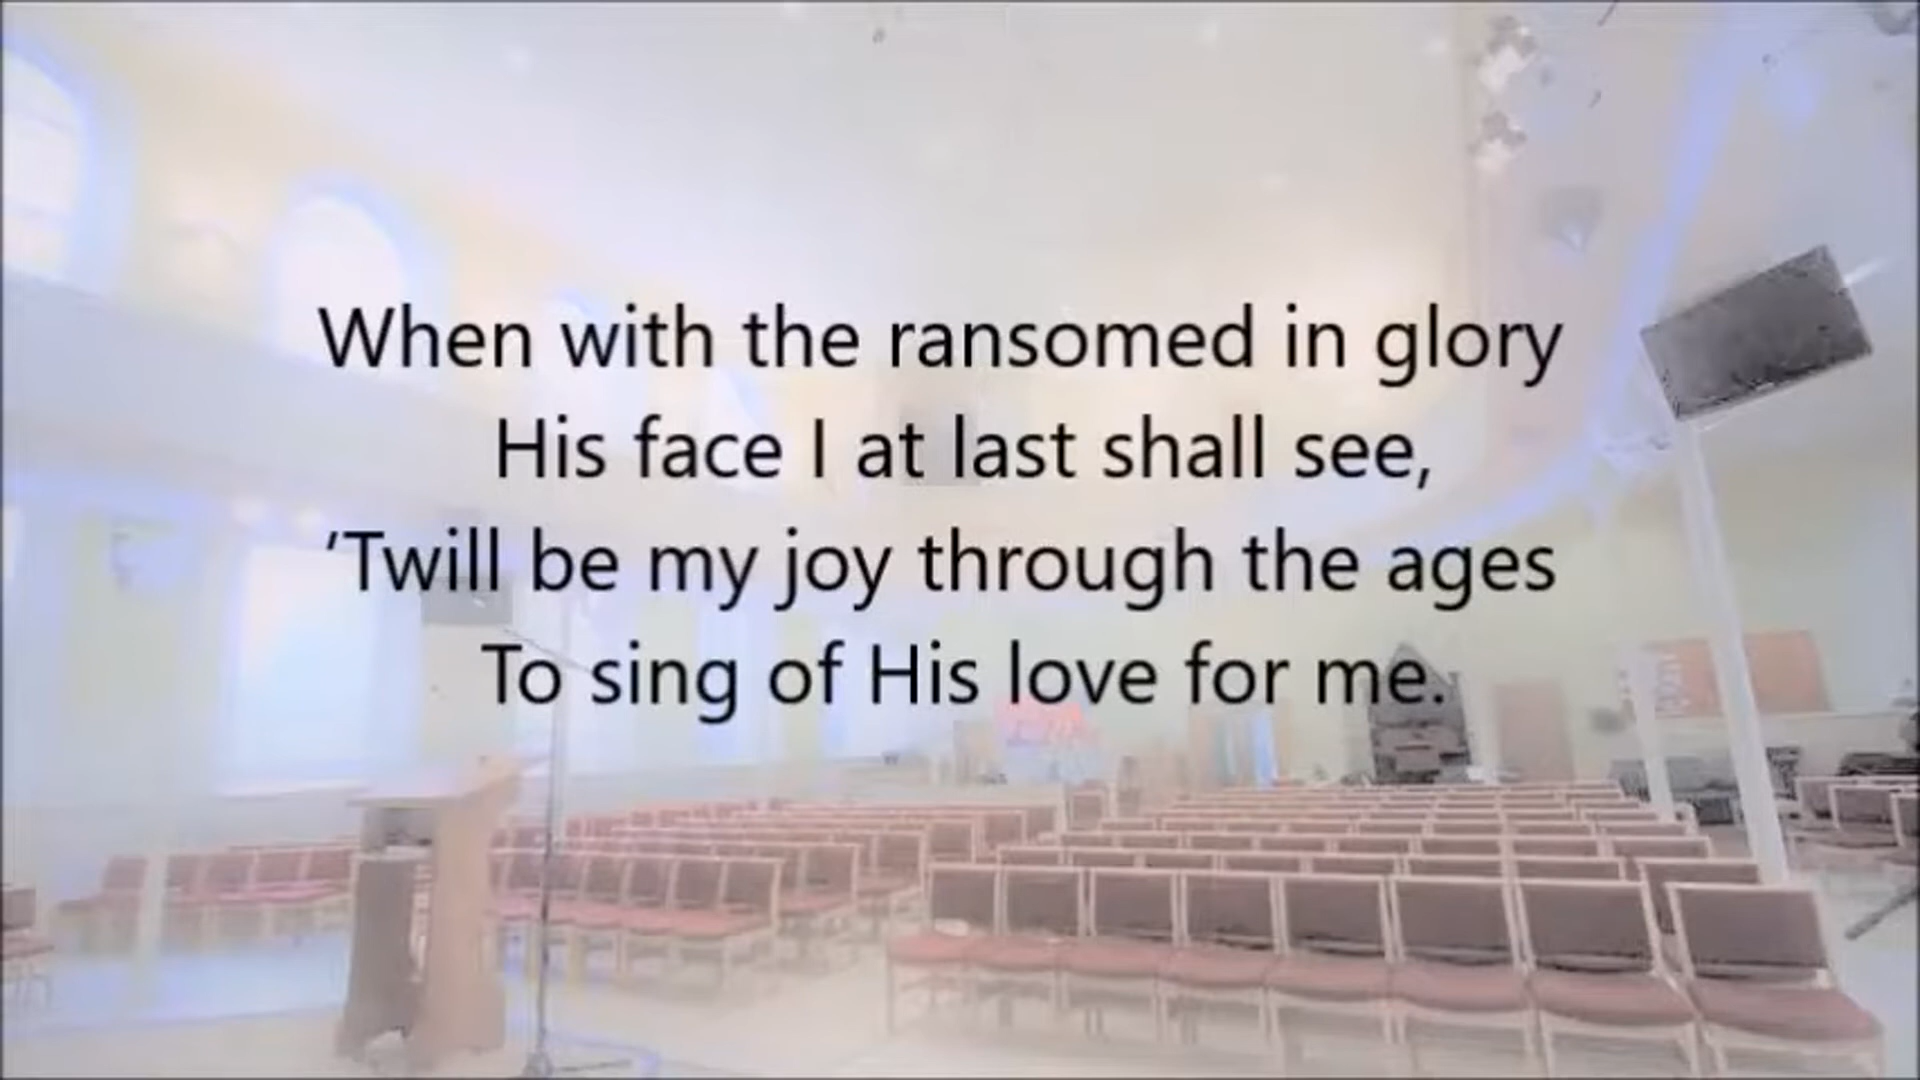 When with the ransomed in glory
His face I at last shall see,
’Twill be my joy through the ages
To sing of His love for me.